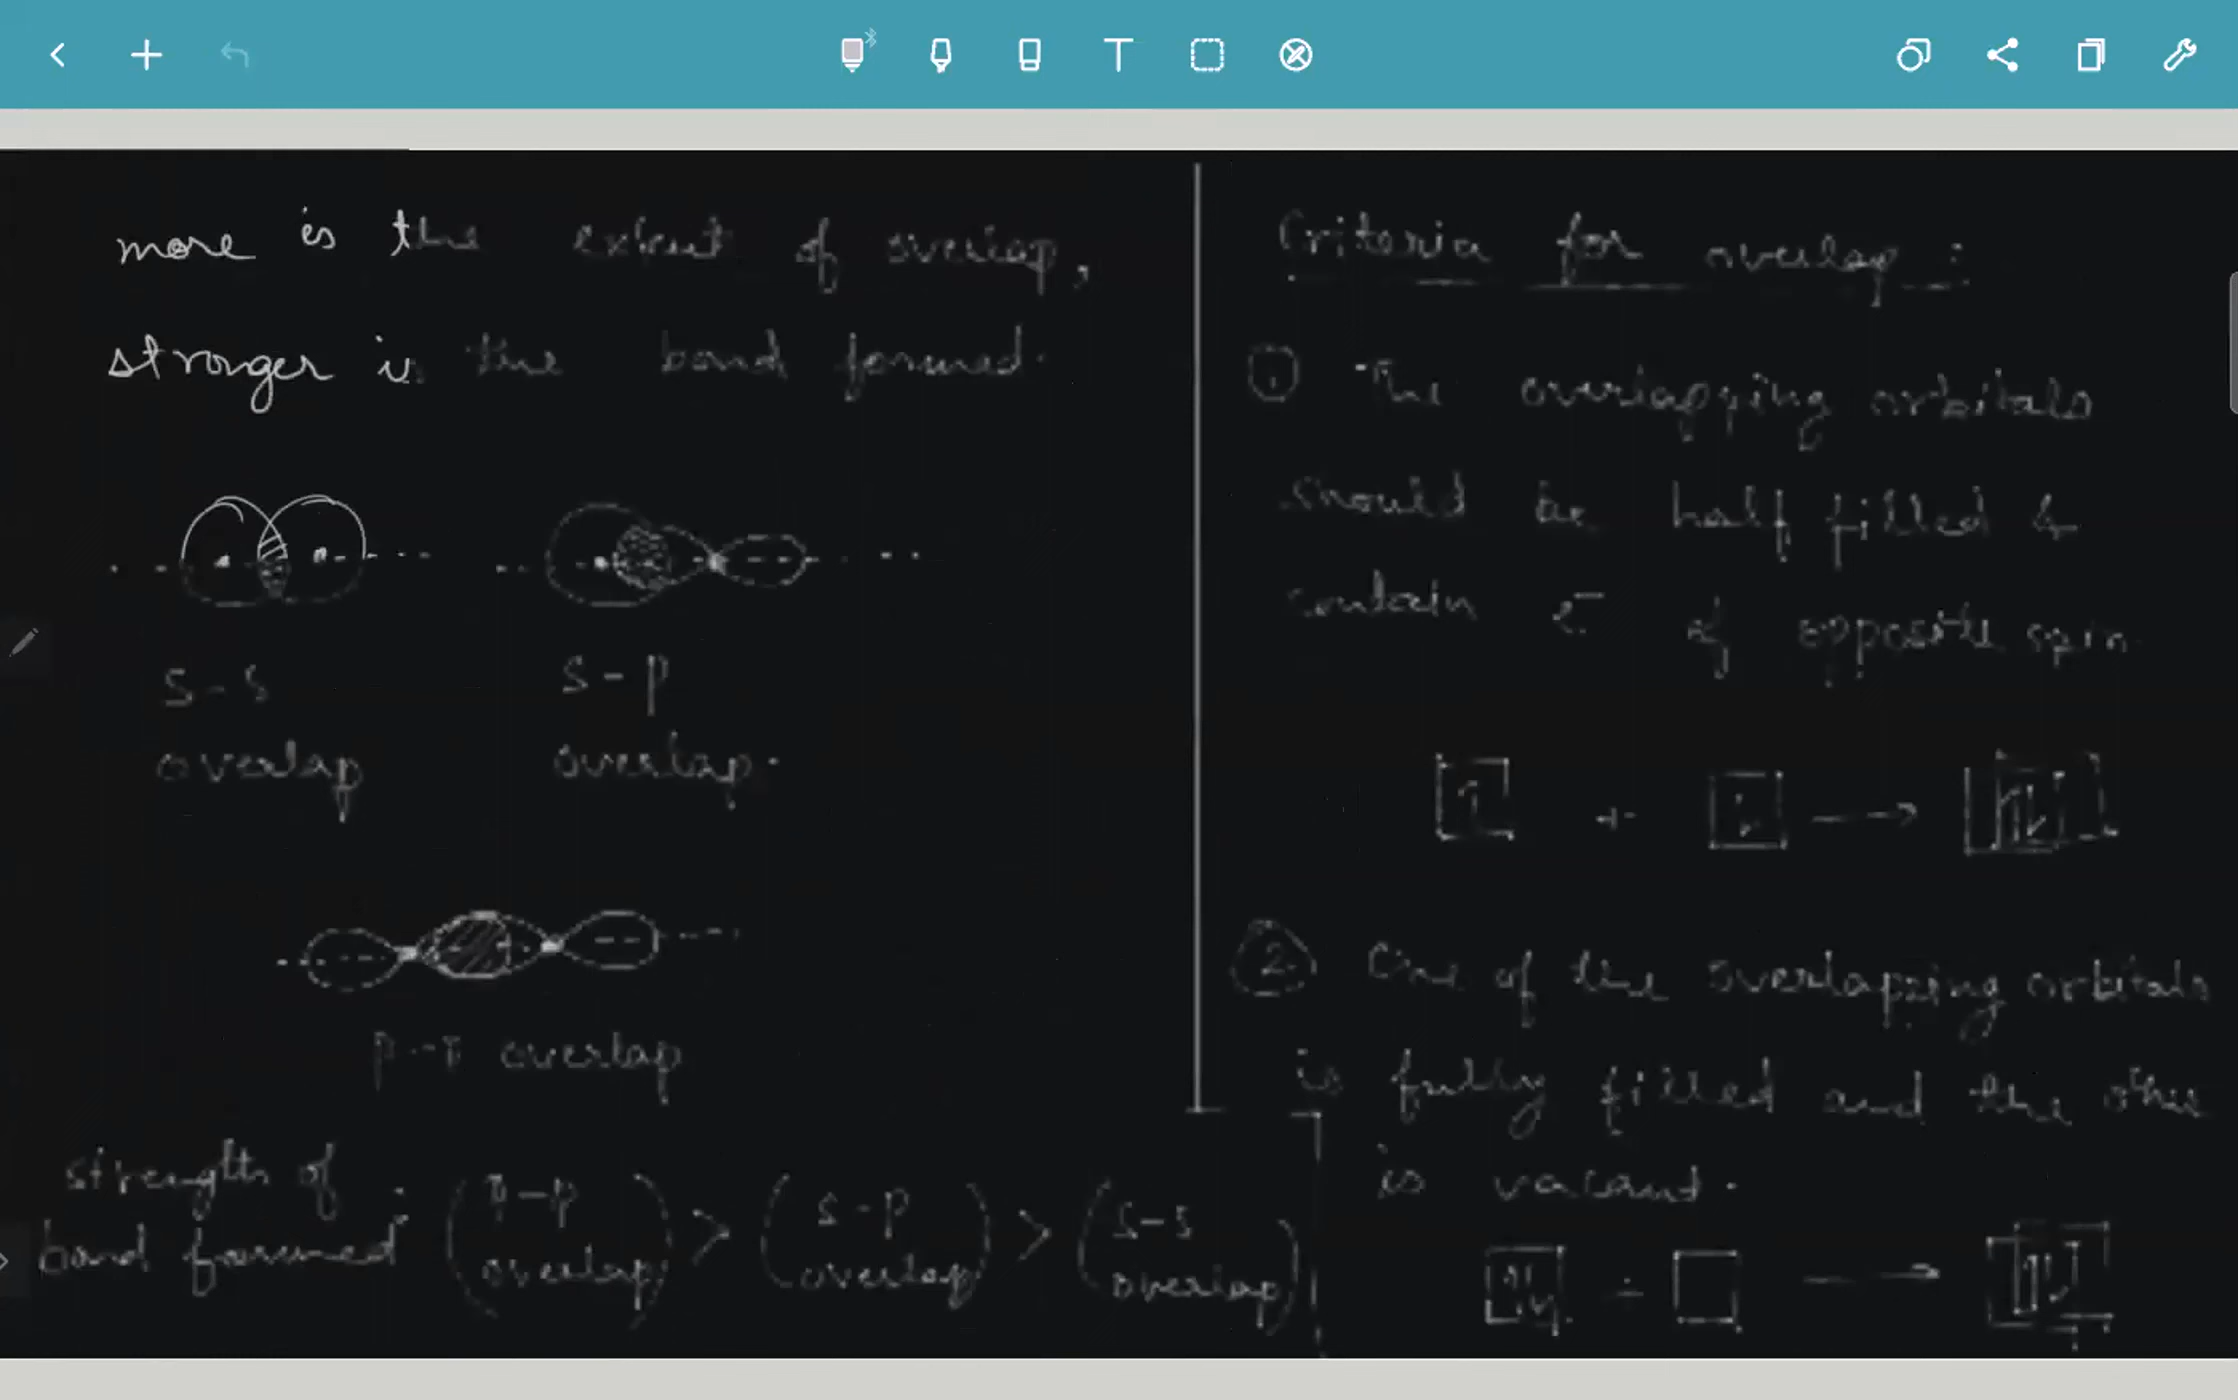 more is the extent of overlap,
stronger is the bond formed.
s-s
overlap
s-p
overlap.
p-p overlap
strength of
bond formed :
(p-p
overlap) > (s-p
overlap) > (s-s
overlap)
Criteria for overlap :
① The overlapping orbitals
should be half filled &
contain e⁻ of opposite spin.
[↑] + [↓] → [↑↓]
② One of the overlapping orbitals
is fully filled and the other
is vacant.
[↑↓] + [ ] → [↑↓]
T